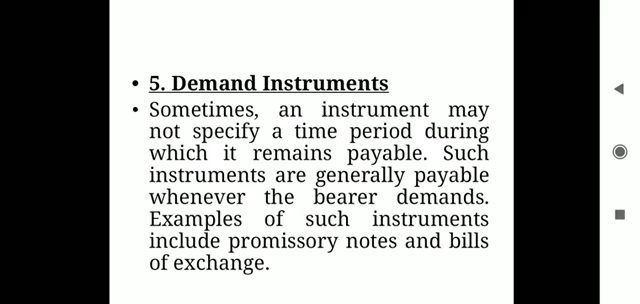 • 5. Demand Instruments
• Sometimes, an instrument may
not specify a time period during
which it remains payable. Such
instruments are generally payable
whenever the bearer demands.
Examples of such instruments
include promissory notes and bills
of exchange.